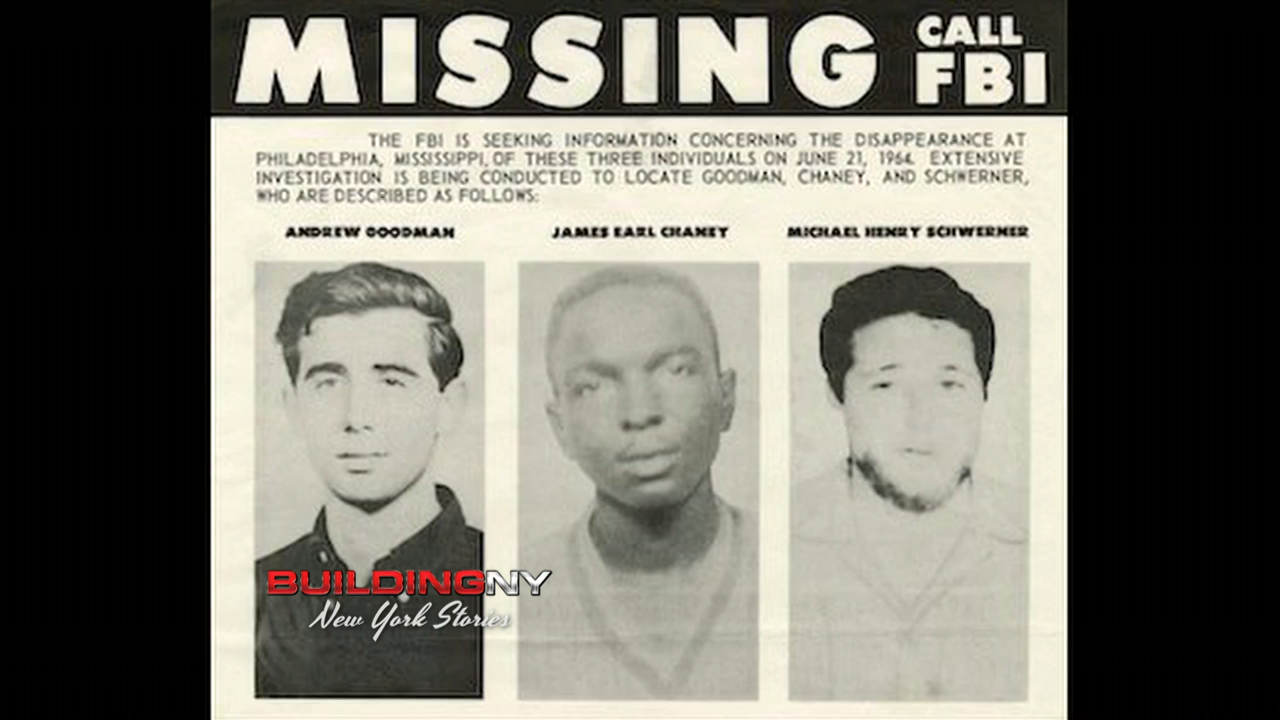 MISSING CALL FBI
THE FBI IS SEEKING INFORMATION CONCERNING THE DISAPPEARANCE AT
PHILADELPHIA, MISSISSIPPI, OF THESE THREE INDIVIDUALS ON JUNE 21, 1964. EXTENSIVE
INVESTIGATION IS BEING CONDUCTED TO LOCATE GOODMAN, CHANEY, AND SCHWERNER,
WHO ARE DESCRIBED AS FOLLOWS:
ANDREW GOODMAN JAMES EARL CHANEY MICHAEL HENRY SCHWERNER
BUILDINGNY
New York Stories